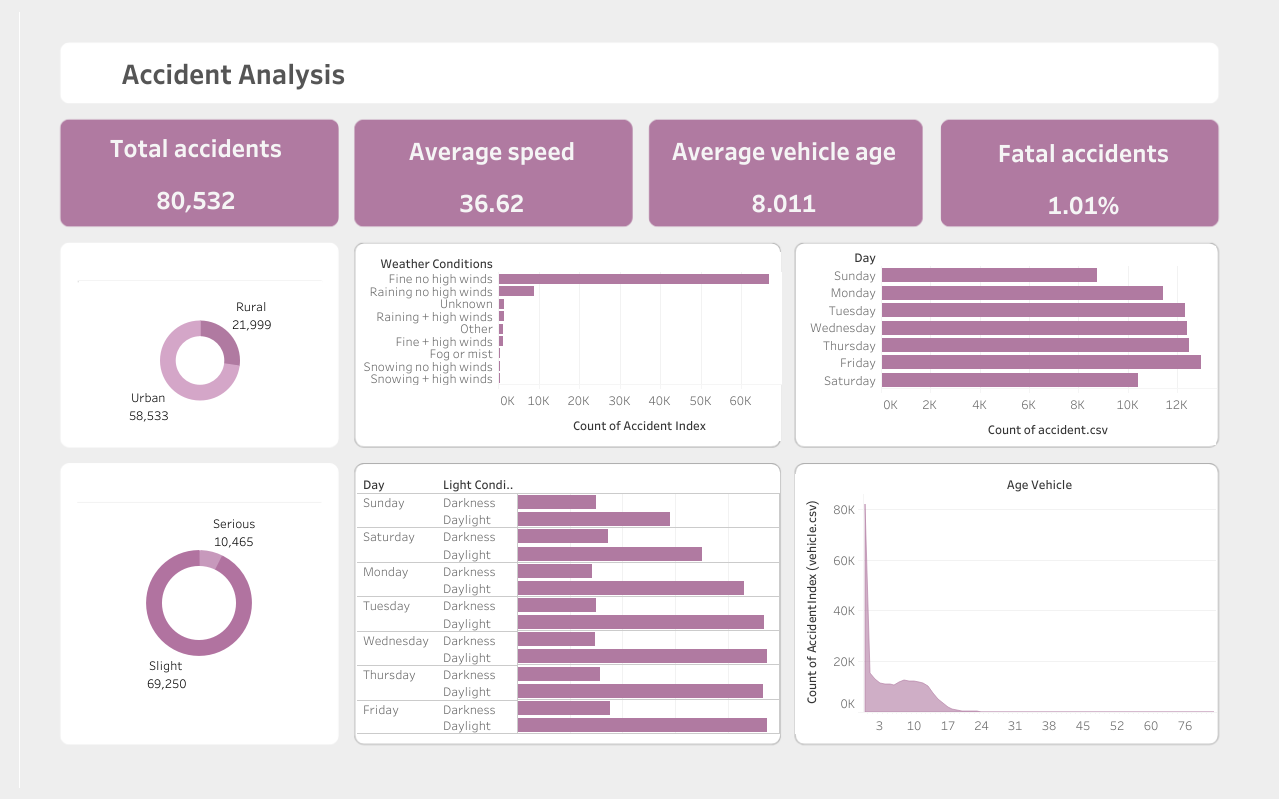 Accident Analysis
Total accidents
80,532
Average speed
36.62
Average vehicle age
8.011
Fatal accidents
1.01%
Rural
21,999
Urban
58,533
Weather Conditions
Fine no high winds
Raining no high winds
Unknown
Raining + high winds
Other
Fine + high winds
Fog or mist
Snowing no high winds
Snowing + high winds
0K 10K 20K 30K 40K 50K 60K
Count of Accident Index
Day
Sunday
Monday
Tuesday
Wednesday
Thursday
Friday
Saturday
0K 2K 4K 6K 8K 10K 12K
Count of accident.csv
Serious
10,465
Slight
69,250
Day Light Condi..
Sunday Darkness
Daylight
Saturday Darkness
Daylight
Monday Darkness
Daylight
Tuesday Darkness
Daylight
Wednesday Darkness
Daylight
Thursday Darkness
Daylight
Friday Darkness
Daylight
Age Vehicle
Count of AccidentIndex (vehicle.csv)
80K
60K
40K
20K
0K
3 10 17 24 31 38 45 52 60 76